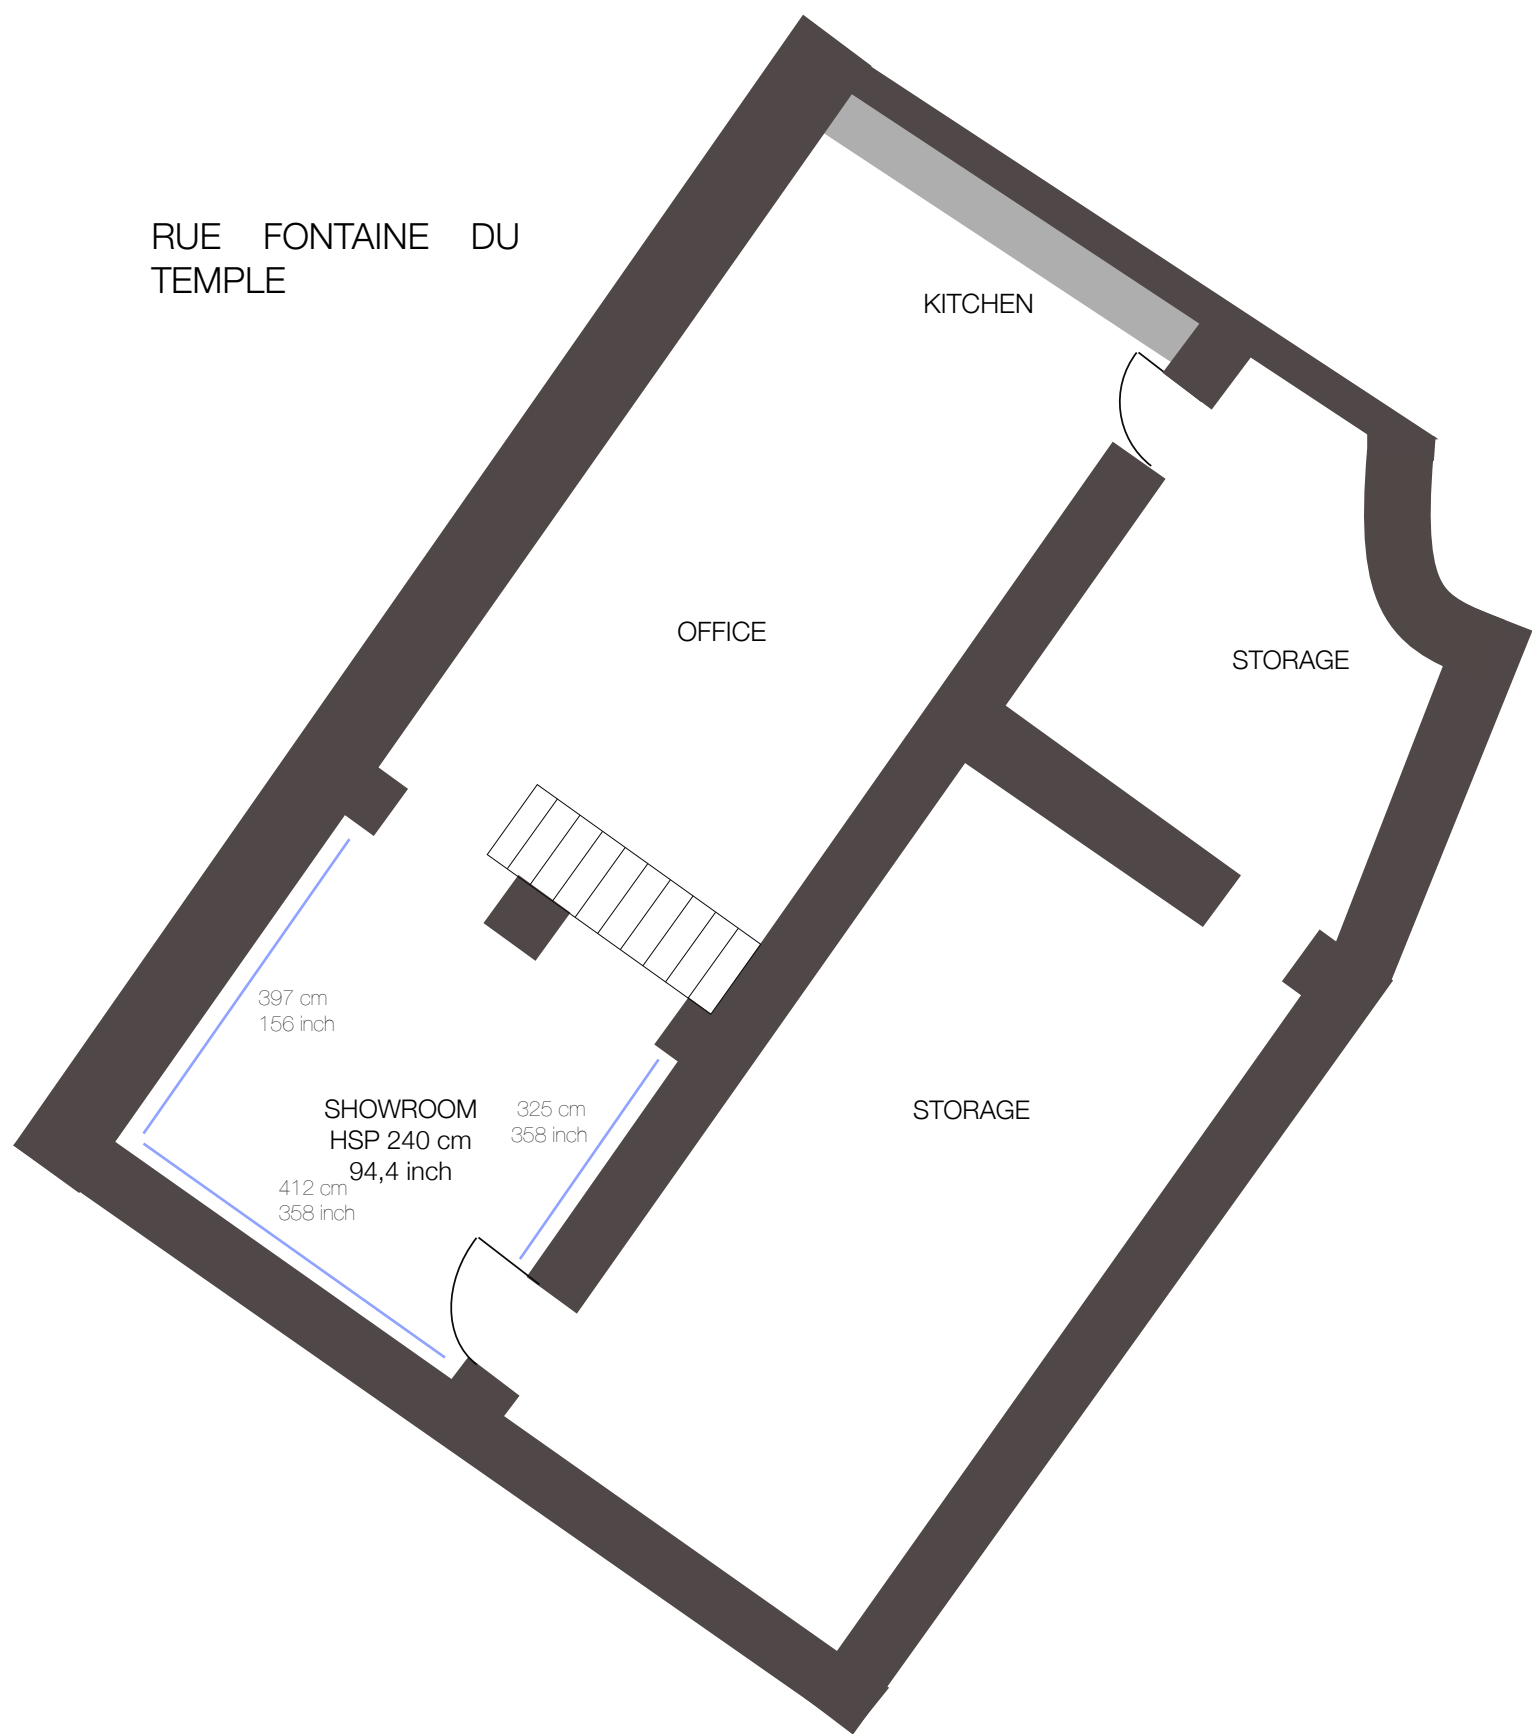 RUE FONTAINE DU
TEMPLE
KITCHEN
OFFICE
STORAGE
397 cm
156 inch
SHOWROOM
HSP 240 cm
94,4 inch
325 cm
358 inch
412 cm
358 inch
STORAGE